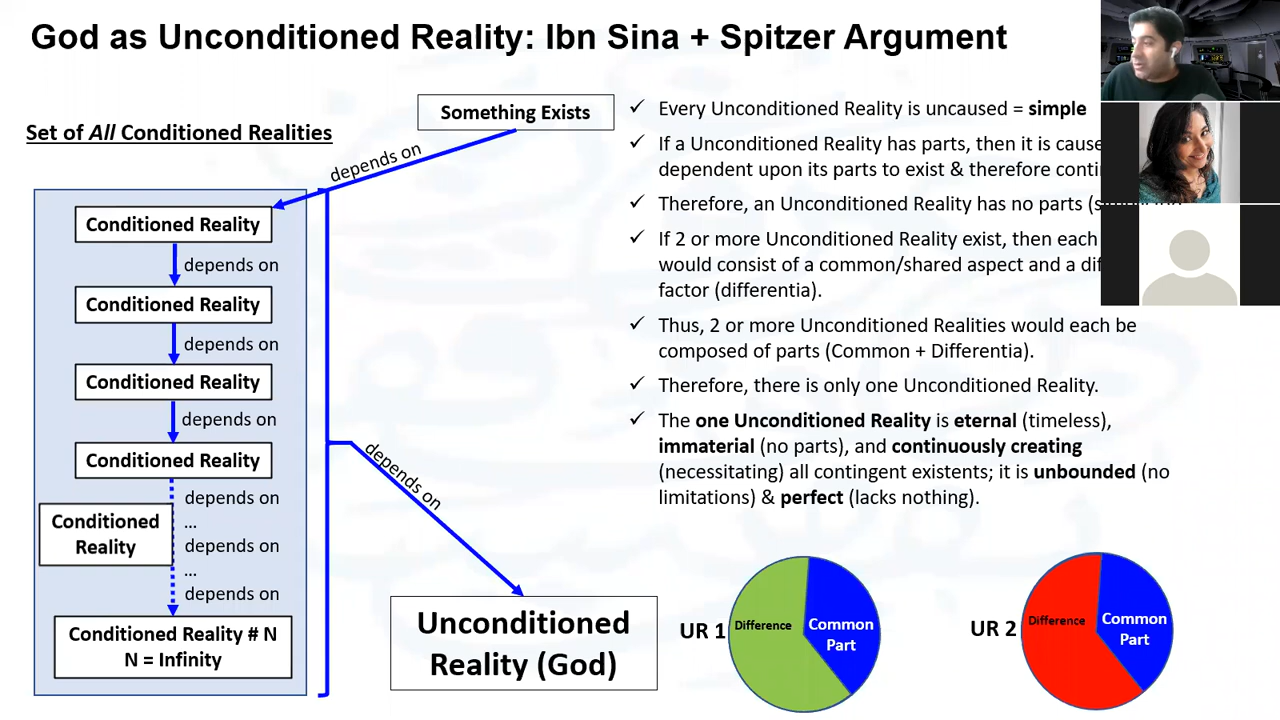 God as Unconditioned Reality: Ibn Sina + Spitzer Argument
Set of All Conditioned Realities
Something Exists
depends on
Conditioned Reality
depends on
Conditioned Reality
depends on
Conditioned Reality
depends on
Conditioned Reality
depends on
...
Conditioned
Reality
depends on
...
depends on
Conditioned Reality # N
N = Infinity
depends on
Unconditioned
Reality (God)
✓ Every Unconditioned Reality is uncaused = simple
✓ If a Unconditioned Reality has parts, then it is
dependent upon its parts to exist & therefore
✓ Therefore, an Unconditioned Reality has no parts
✓ If 2 or more Unconditioned Reality exist, then each
would consist of a common/shared aspect and a
factor (differentia).
✓ Thus, 2 or more Unconditioned Realities would each be
composed of parts (Common + Differentia).
✓ Therefore, there is only one Unconditioned Reality.
✓ The one Unconditioned Reality is eternal (timeless),
immaterial (no parts), and continuously creating
(necessitating) all contingent existents; it is unbounded (no
limitations) & perfect (lacks nothing).
UR 1
Difference
Common
Part
UR 2
Difference
Common
Part